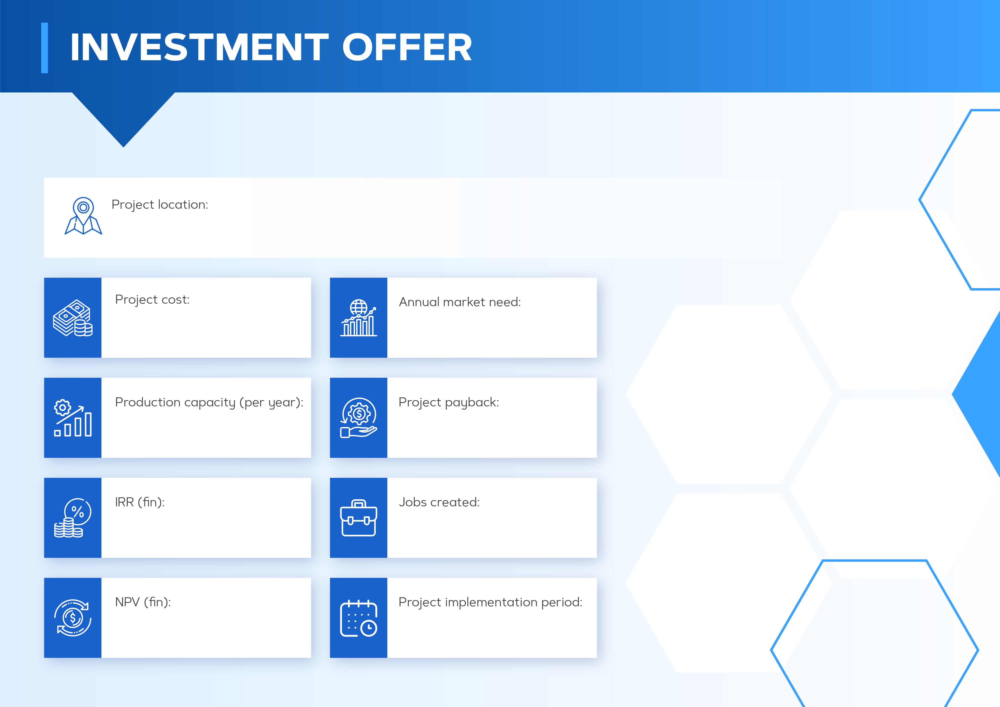 INVESTMENT OFFER
Project location:
Project cost:
Annual market need:
Production capacity (per year):
Project payback:
IRR (fin):
Jobs created:
NPV (fin):
Project implementation period: